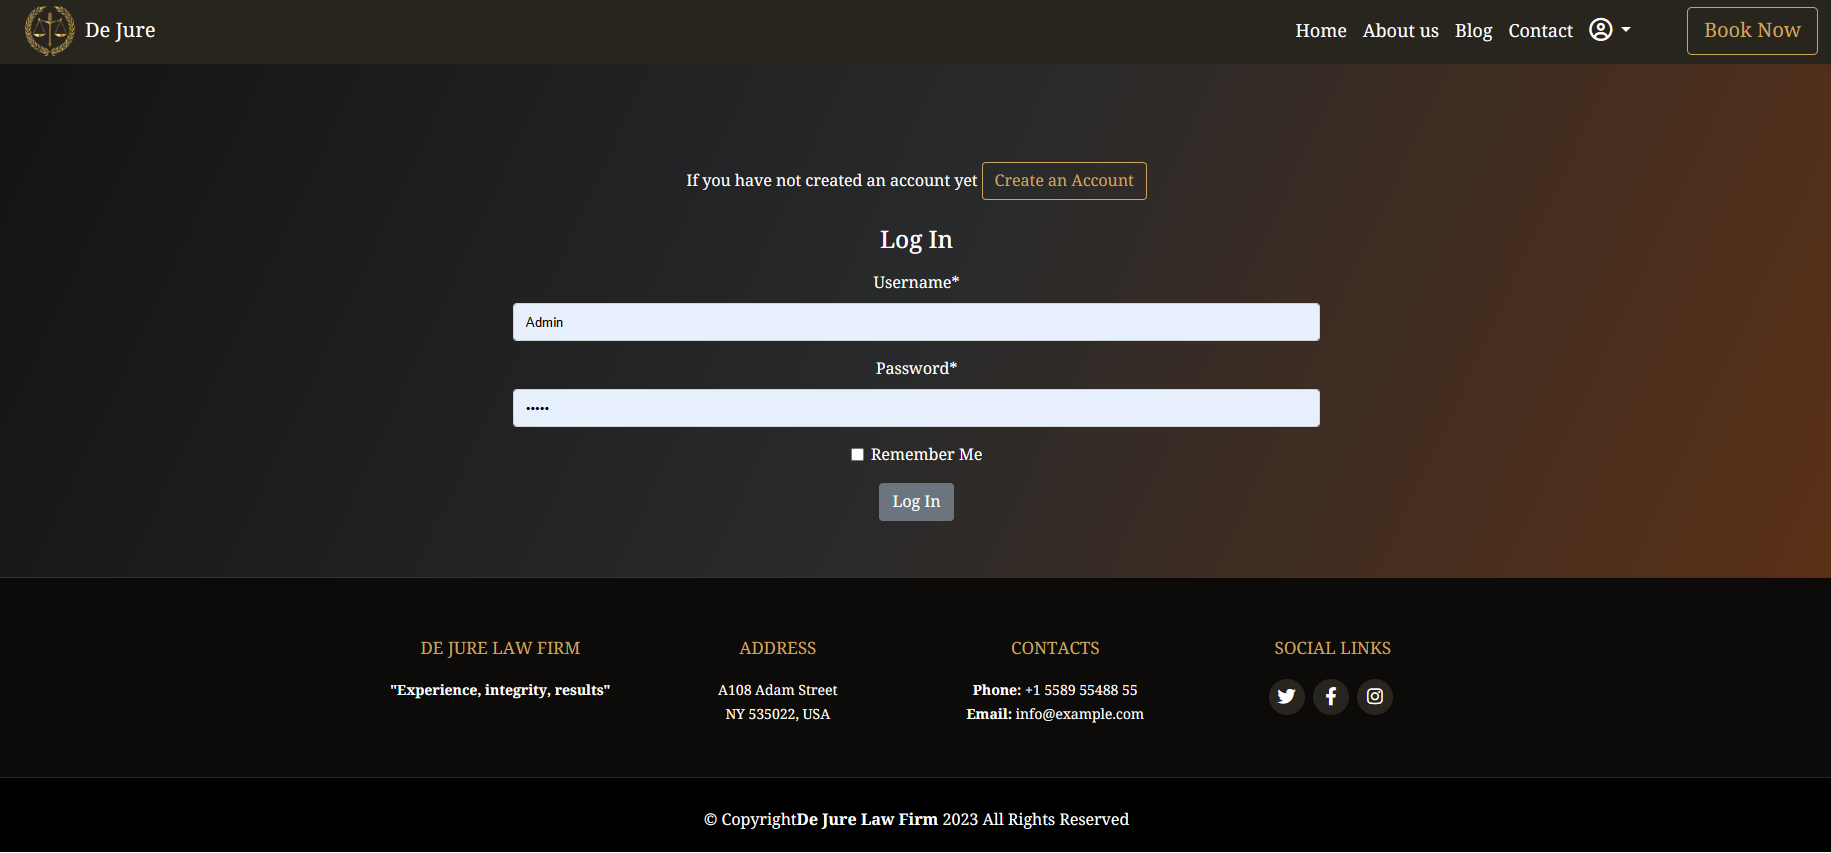 De Jure
Home About us Blog Contact
Book Now
If you have not created an account yet Create an Account
Log In
Username*
Admin
Password*
•••••
Remember Me
Log In
DE JURE LAW FIRM
"Experience, integrity, results"
ADDRESS
A108 Adam Street
NY 535022, USA
CONTACTS
Phone: +1 5589 55488 55
Email: info@example.com
SOCIAL LINKS
© CopyrightDe Jure Law Firm 2023 All Rights Reserved